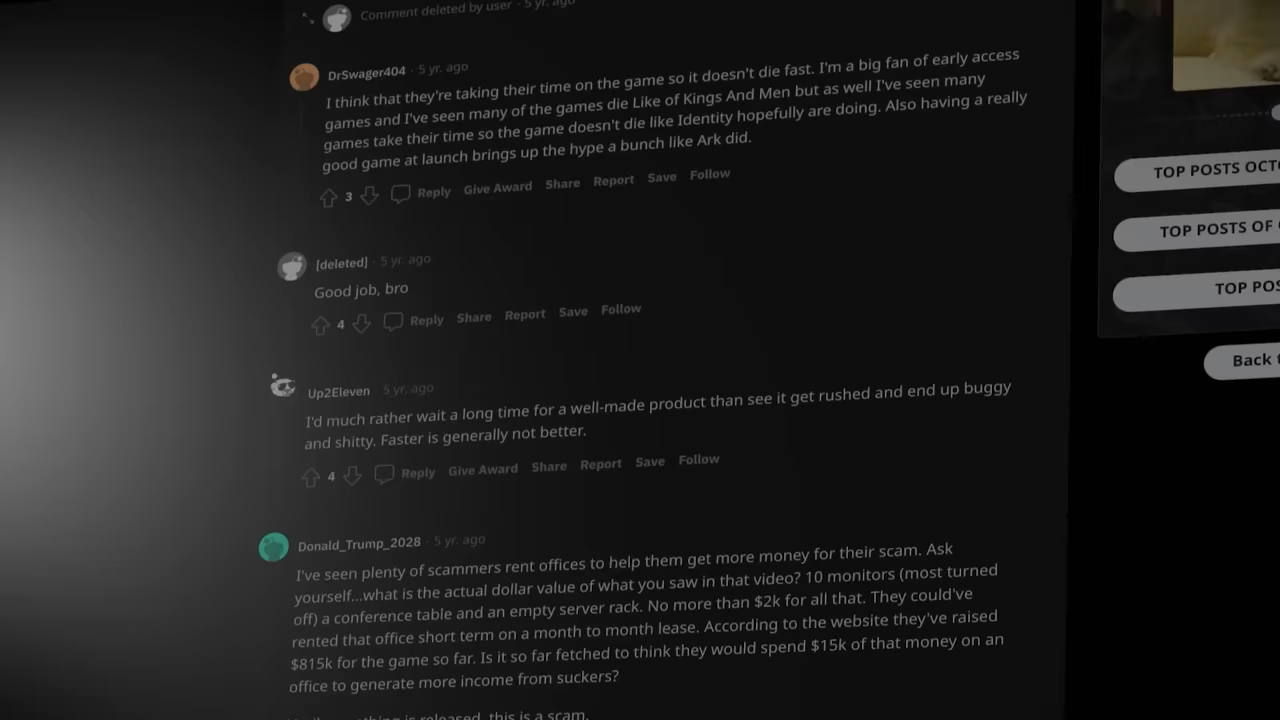 Comment deleted by user · 5 yr. ago
DrSwager404 · 5 yr. ago
I think that they're taking their time on the game so it doesn't die fast. I'm a big fan of early access
games and I've seen many of the games die Like of Kings And Men but as well I've seen many
games take their time so the game doesn't die like Identity hopefully are doing. Also having a really
good game at launch brings up the hype a bunch like Ark did.
3 Reply Give Award Share Report Save Follow
[deleted] · 5 yr. ago
Good job, bro
4 Reply Share Report Save Follow
Up2Eleven 5 yr. ago
I'd much rather wait a long time for a well-made product than see it get rushed and end up buggy
and shitty. Faster is generally not better.
4 Reply Give Award Share Report Save Follow
Donald_Trump_2028 · 5 yr. ago
I've seen plenty of scammers rent offices to help them get more money for their scam. Ask
yourself...what is the actual dollar value of what you saw in that video? 10 monitors (most turned
off) a conference table and an empty server rack. No more than $2k for all that. They could've
rented that office short term on a month to month lease. According to the website they've raised
$815k for the game so far. Is it so far fetched to think they would spend $15k of that money on an
office to generate more income from suckers?
is released, this is a scam.
TOP POSTS OCT
TOP POSTS OF
TOP POS
Back